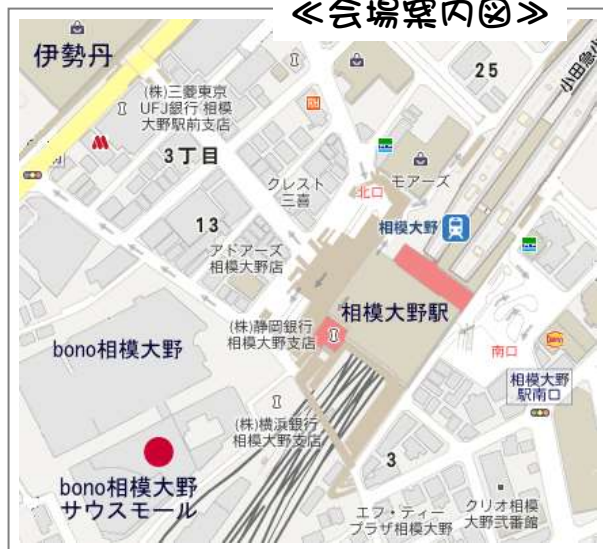 ≪会場案内図≫
伊勢丹
25
小田急小
(株)三菱東京
UFJ銀行 相模
大野駅前支店
RH
3丁目
クレスト
三喜
北口
モアーズ
相模大野
13
アドアーズ
相模大野店
(株)静岡銀行
相模大野支店
相模大野駅
bono相模大野
南口
相模大野
駅南口
(株)横浜銀行
相模大野支店
3
bono相模大野
サウスモール
エフ・ティー
プラザ相模大野
クリオ相模
大野弐番館